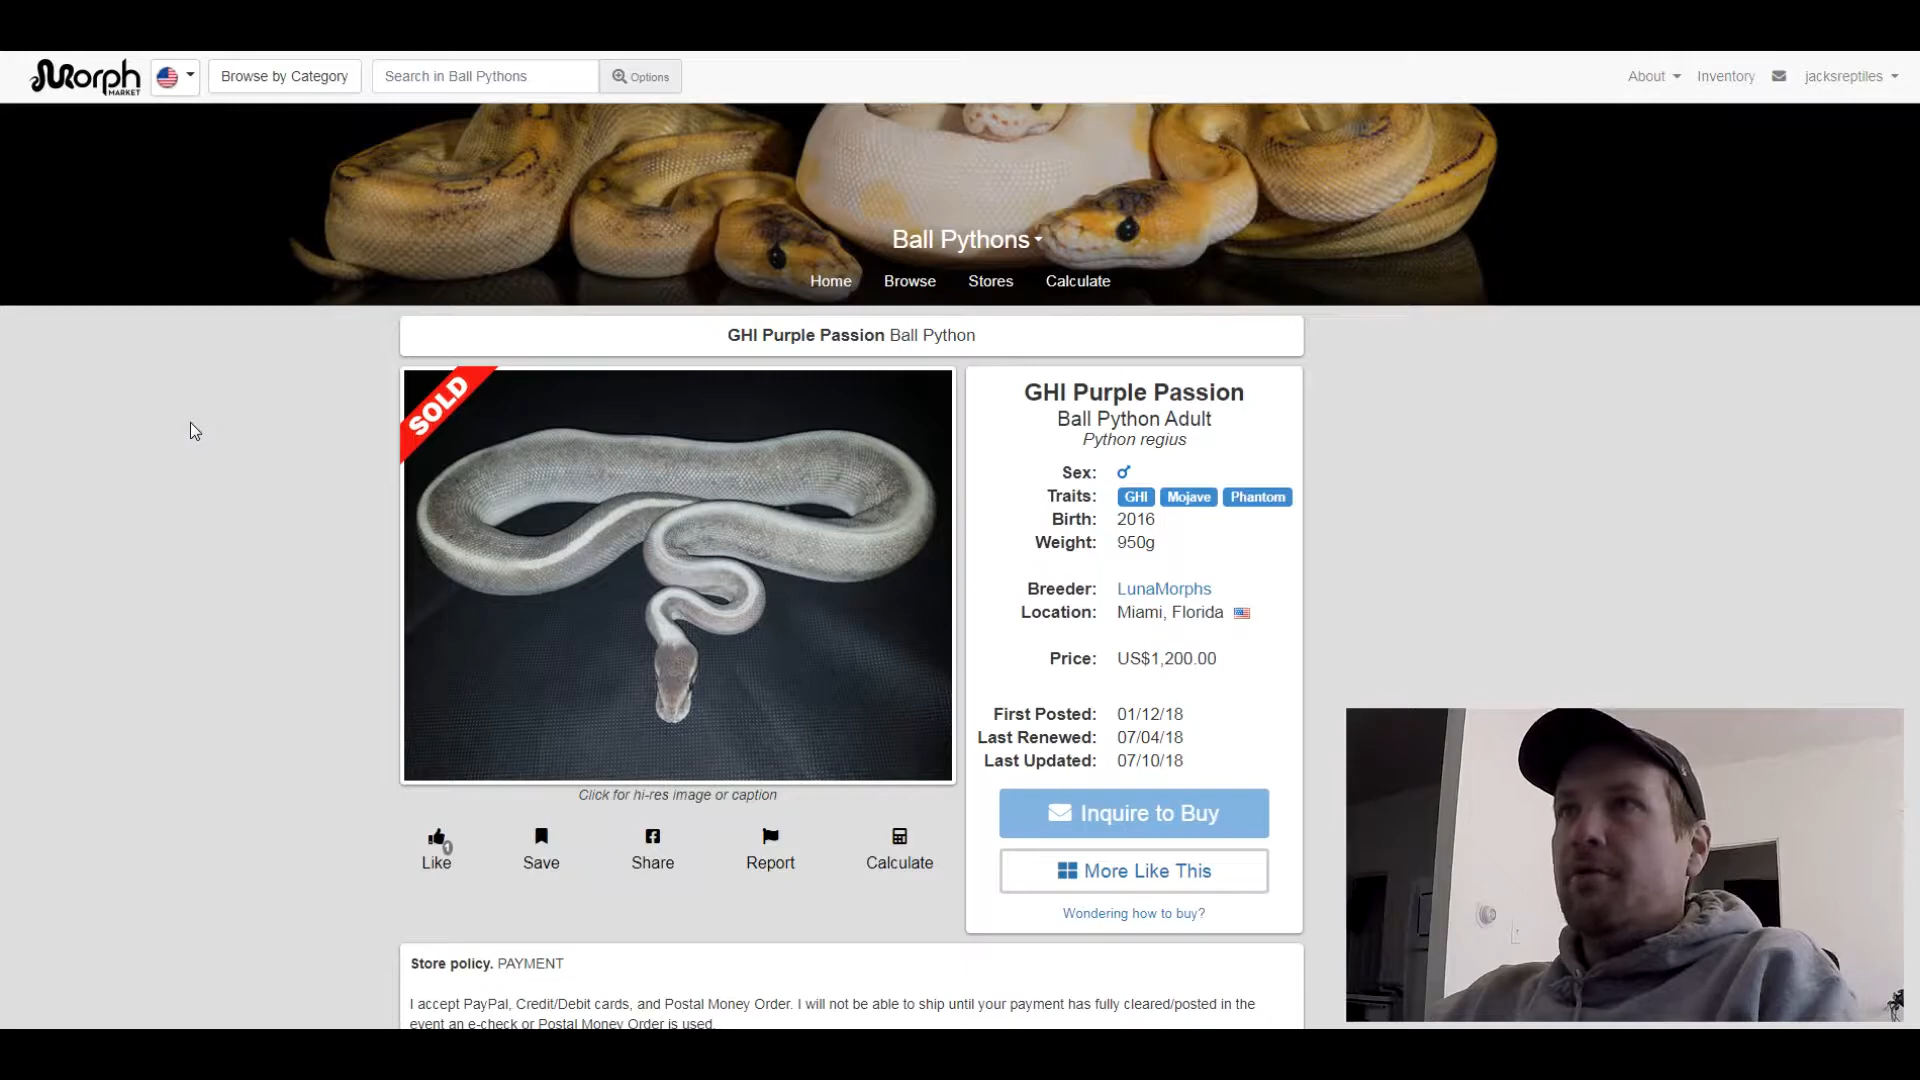 Morph
MARKET
Browse by Category
Search in Ball Pythons
Options
About
Inventory
jacksreptiles
Ball Pythons
Home
Browse
Stores
Calculate
GHI Purple Passion Ball Python
SOLD
GHI Purple Passion
Ball Python Adult
Python regius
Sex: ♂
Traits: GHI Mojave Phantom
Birth: 2016
Weight: 950g
Breeder: LunaMorphs
Location: Miami, Florida
Price: US$1,200.00
First Posted: 01/12/18
Last Renewed: 07/04/18
Last Updated: 07/10/18
Inquire to Buy
More Like This
Wondering how to buy?
Click for hi-res image or caption
1
Like
Save
Share
Report
Calculate
Store policy. PAYMENT
I accept PayPal, Credit/Debit cards, and Postal Money Order. I will not be able to ship until your payment has fully cleared/posted in the
event an e-check or Postal Money Order is used.